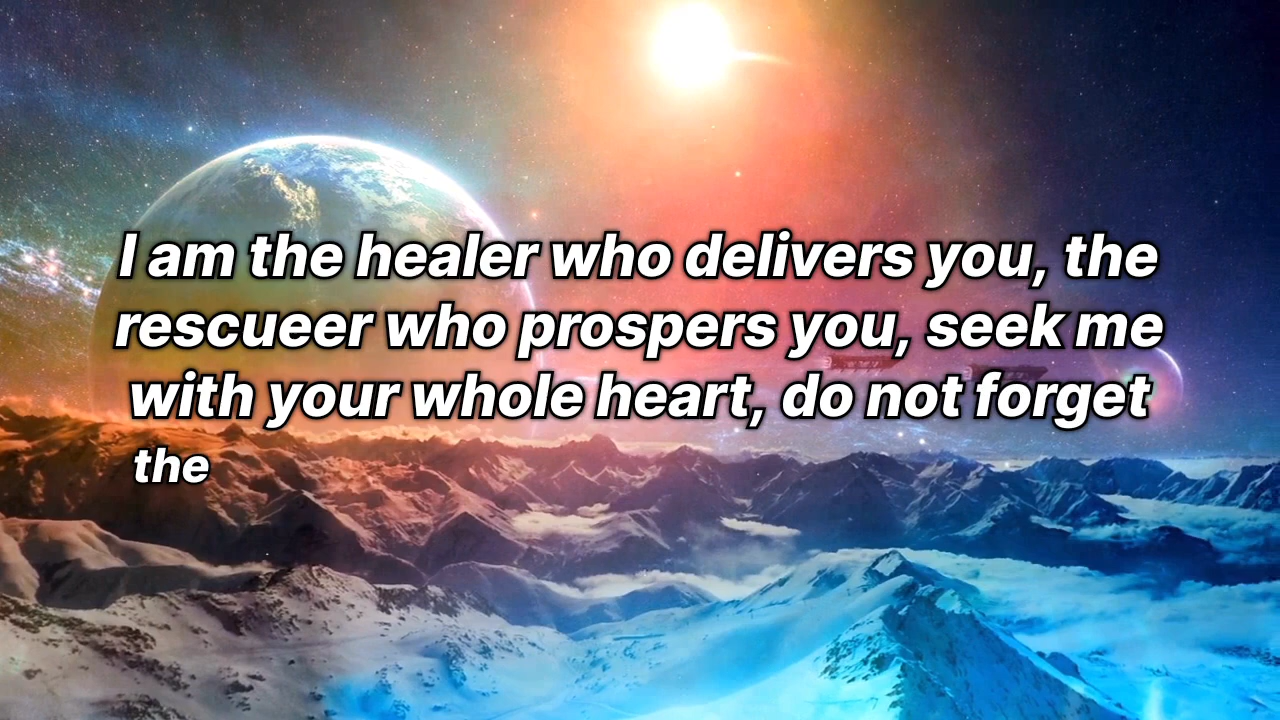 I am the healer who delivers you, the
rescueer who prospers you, seek me
with your whole heart, do not forget
the